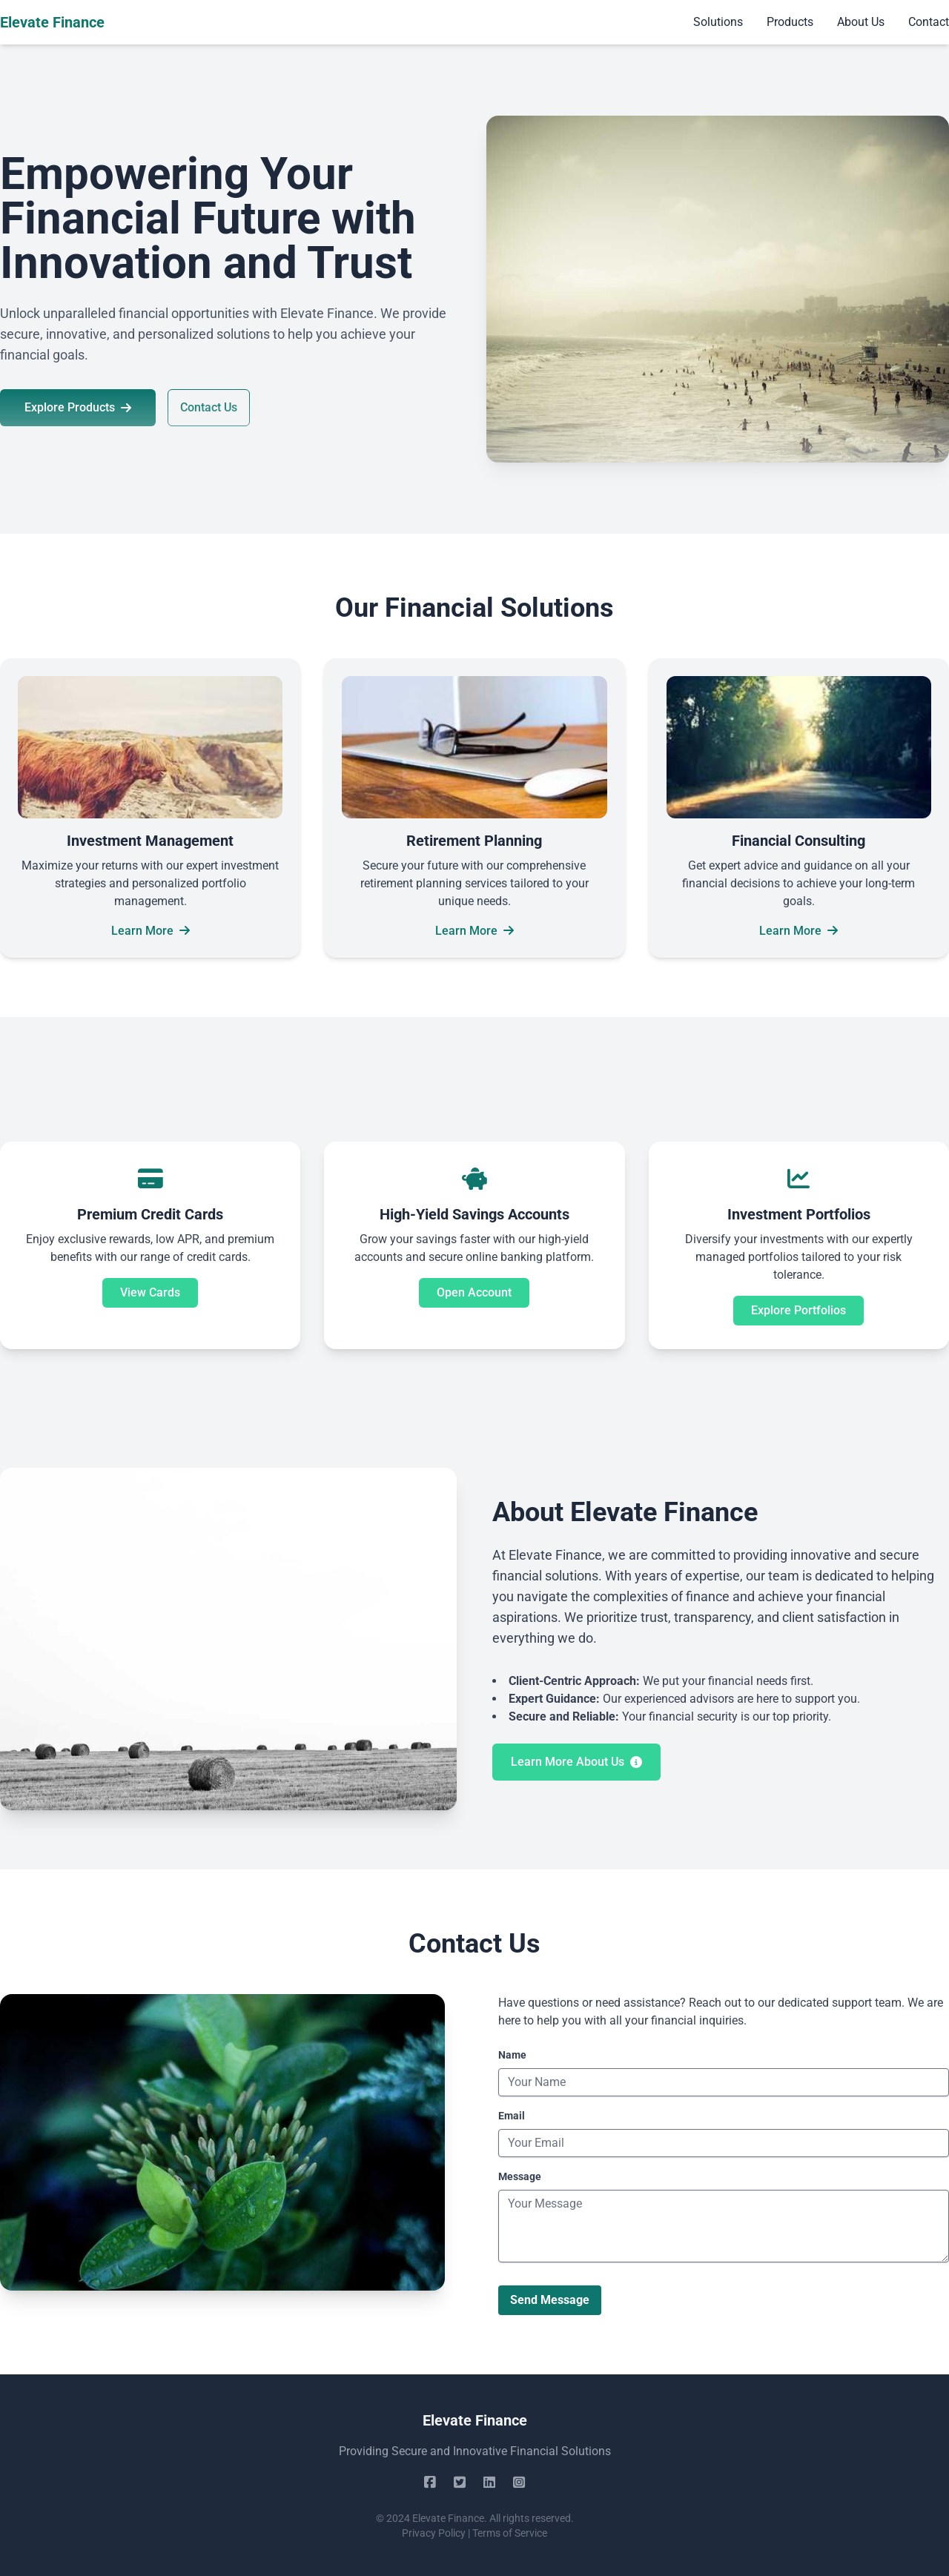 Elevate Finance
Solutions Products About Us Contact
Empowering Your
Financial Future with
Innovation and Trust
Unlock unparalleled financial opportunities with Elevate Finance. We provide
secure, innovative, and personalized solutions to help you achieve your
financial goals.
Explore Products
Contact Us
Our Financial Solutions
Investment Management
Maximize your returns with our expert investment
strategies and personalized portfolio
management.
Learn More
Retirement Planning
Secure your future with our comprehensive
retirement planning services tailored to your
unique needs.
Learn More
Financial Consulting
Get expert advice and guidance on all your
financial decisions to achieve your long-term
goals.
Learn More
Premium Credit Cards
Enjoy exclusive rewards, low APR, and premium
benefits with our range of credit cards.
View Cards
High-Yield Savings Accounts
Grow your savings faster with our high-yield
accounts and secure online banking platform.
Open Account
Investment Portfolios
Diversify your investments with our expertly
managed portfolios tailored to your risk
tolerance.
Explore Portfolios
About Elevate Finance
At Elevate Finance, we are committed to providing innovative and secure
financial solutions. With years of expertise, our team is dedicated to helping
you navigate the complexities of finance and achieve your financial
aspirations. We prioritize trust, transparency, and client satisfaction in
everything we do.
• Client-Centric Approach: We put your financial needs first.
• Expert Guidance: Our experienced advisors are here to support you.
• Secure and Reliable: Your financial security is our top priority.
Learn More About Us
Contact Us
Have questions or need assistance? Reach out to our dedicated support team. We are
here to help you with all your financial inquiries.
Name
Your Name
Email
Your Email
Message
Your Message
Send Message
Elevate Finance
Providing Secure and Innovative Financial Solutions
© 2024 Elevate Finance. All rights reserved.
Privacy Policy | Terms of Service